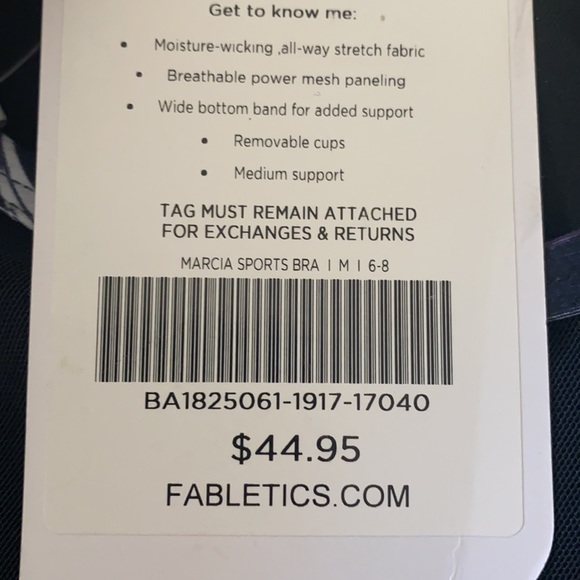 Get to know me:
• Moisture-wicking ,all-way stretch fabric
• Breathable power mesh paneling
• Wide bottom band for added support
• Removable cups
• Medium support
TAG MUST REMAIN ATTACHED
FOR EXCHANGES & RETURNS
MARCIA SPORTS BRA | M | 6-8
BA1825061-1917-17040
$44.95
FABLETICS.COM